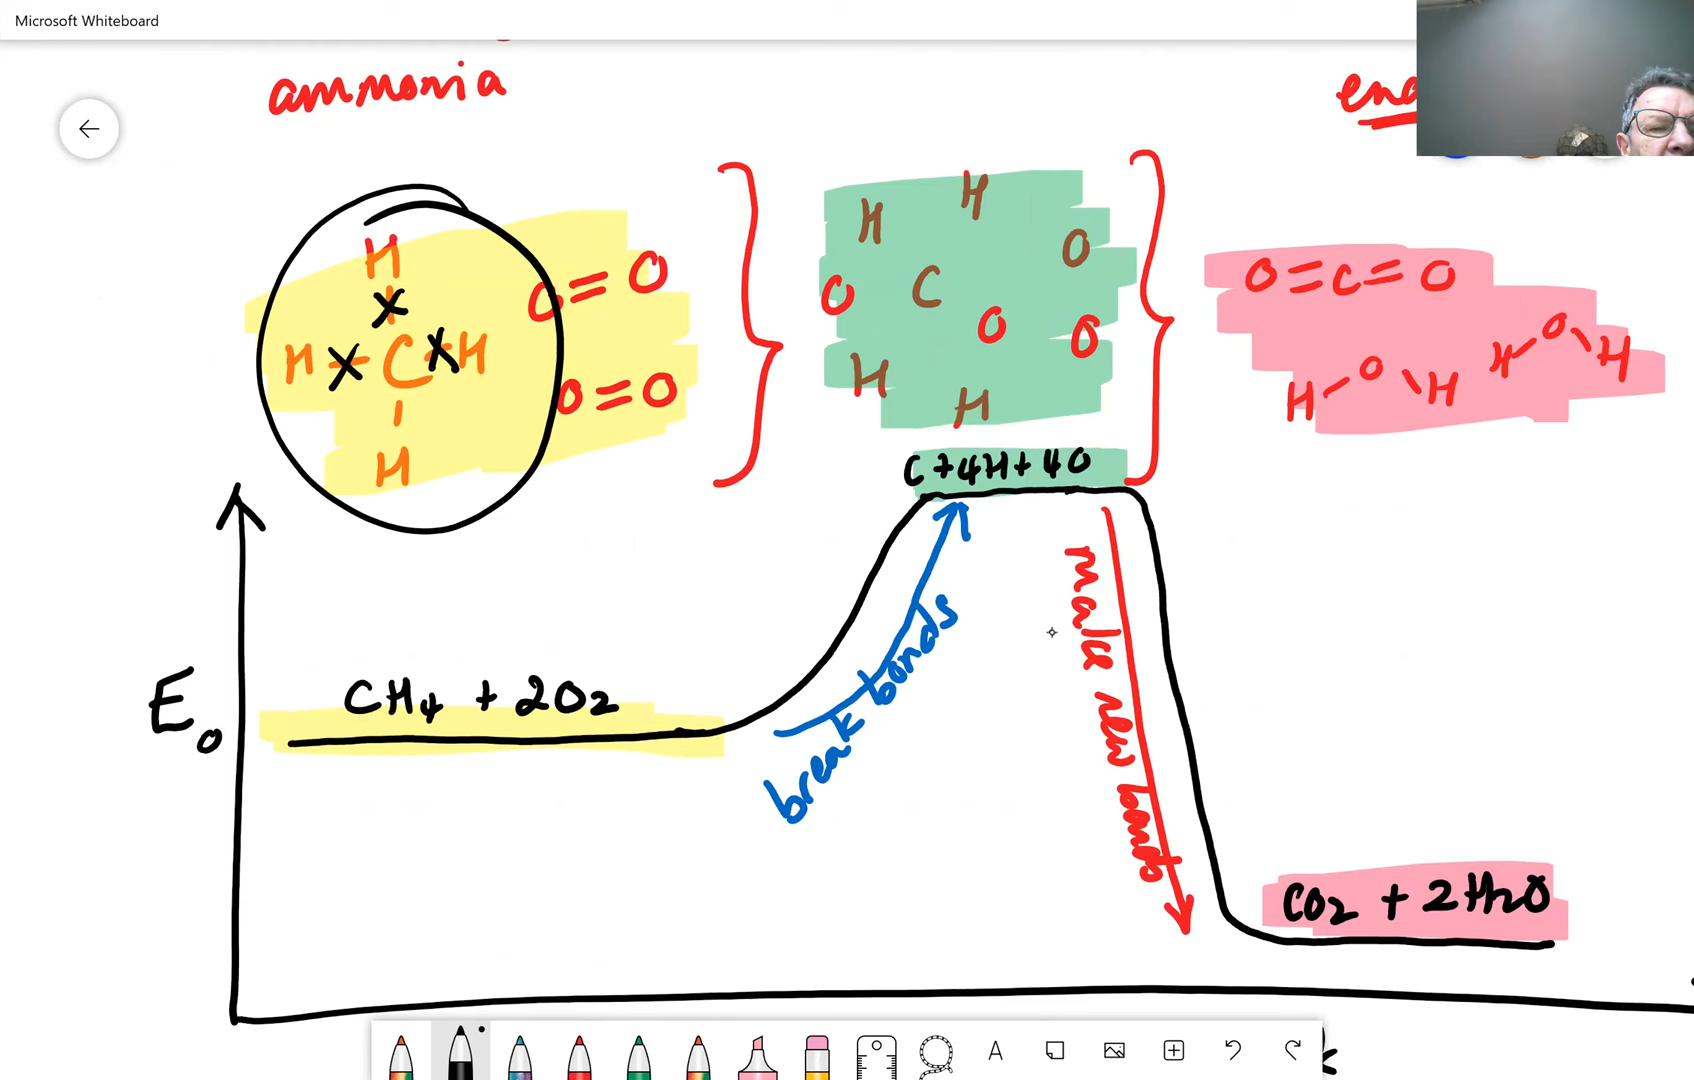 Microsoft Whiteboard
ammonia
H
H C H
H
O=O
O=O
H H
O
O C
O O
H
H
O=C=O
H O H
H O H
C+4H+4O
break bonds
make new bonds
E₀
CH₄ + 2O₂
CO₂ + 2H₂O
A